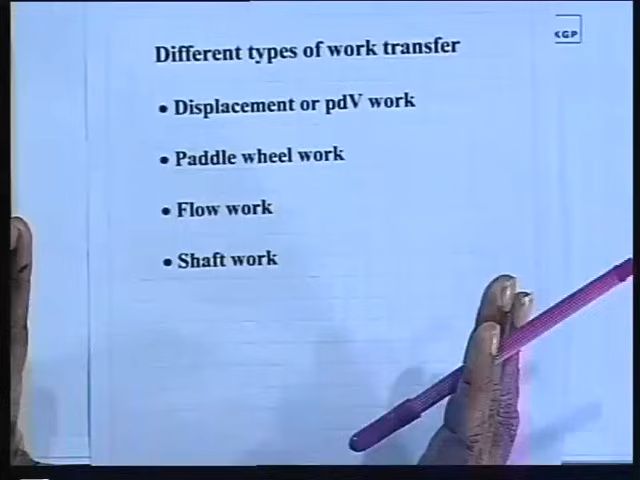 KGP
Different types of work transfer
• Displacement or pdV work
• Paddle wheel work
• Flow work
• Shaft work